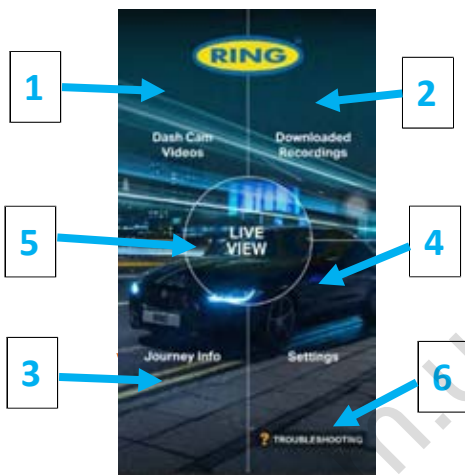 RING
1
2
Dash Cam
Videos
Downloaded
Recordings
5
LIVE
VIEW
4
Journey Info
Settings
3
6
? TROUBLESHOOTING